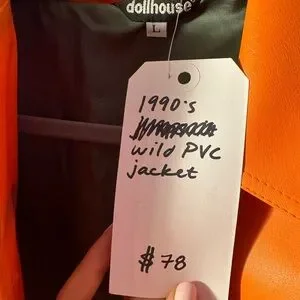 dollhouse
L
1990's
wild PVC
jacket
$78